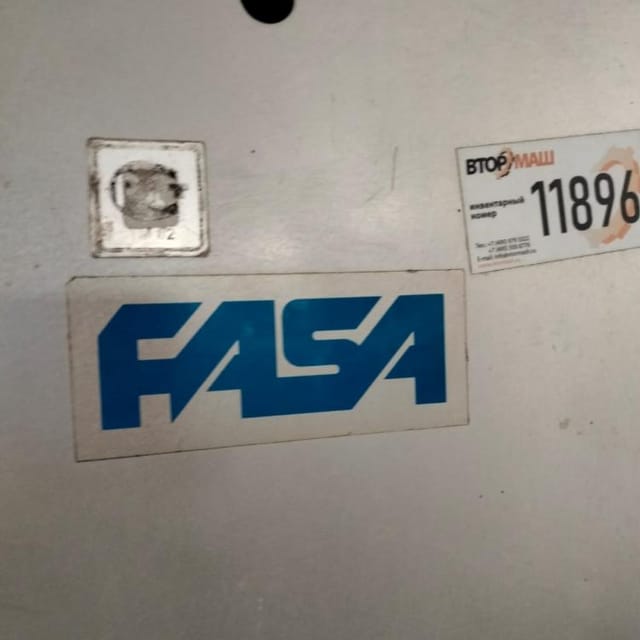 ВТОРМАШ
инвентарный
номер
11896
FASA